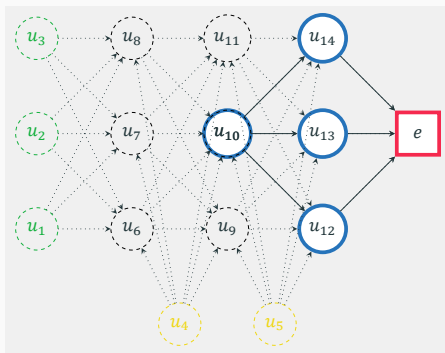 u₃ u₈ u₁₁ u₁₄
u₂ u₇ u₁₀ u₁₃ e
u₁ u₆ u₉ u₁₂
u₄ u₅